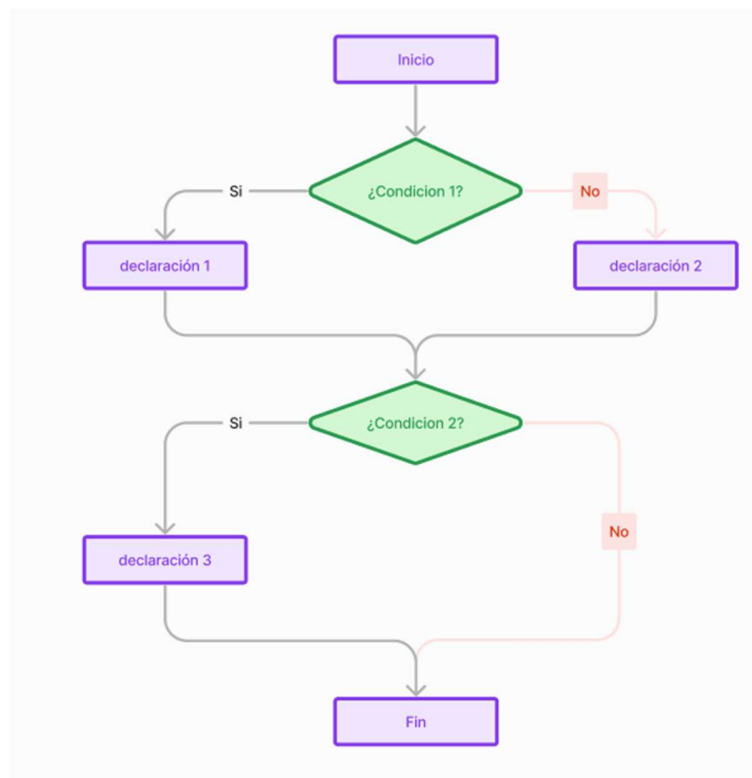 Inicio
¿Condicion 1?
Si
No
declaración 1
declaración 2
¿Condicion 2?
Si
No
declaración 3
Fin